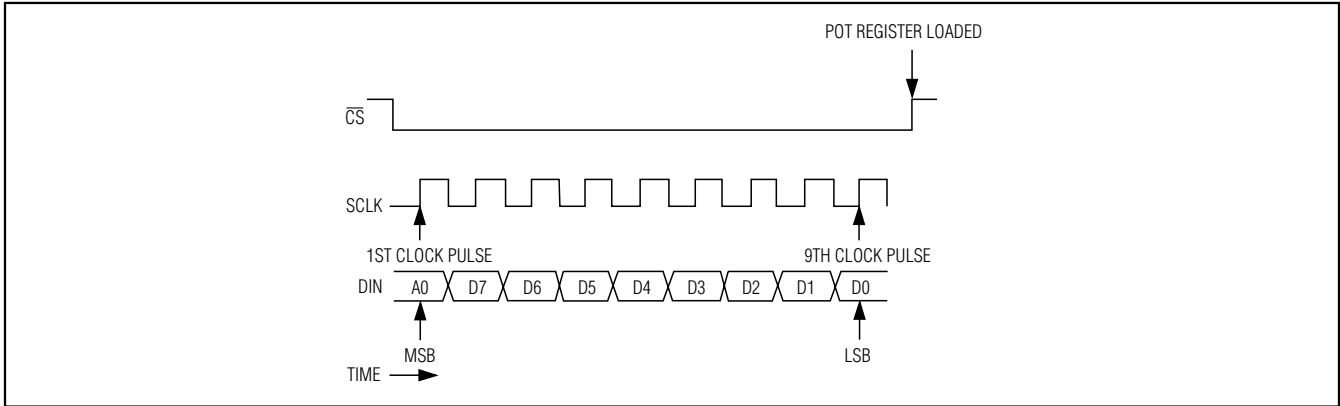 POT REGISTER LOADED
CS
SCLK
1ST CLOCK PULSE 9TH CLOCK PULSE
DIN A0 D7 D6 D5 D4 D3 D2 D1 D0
MSB LSB
TIME